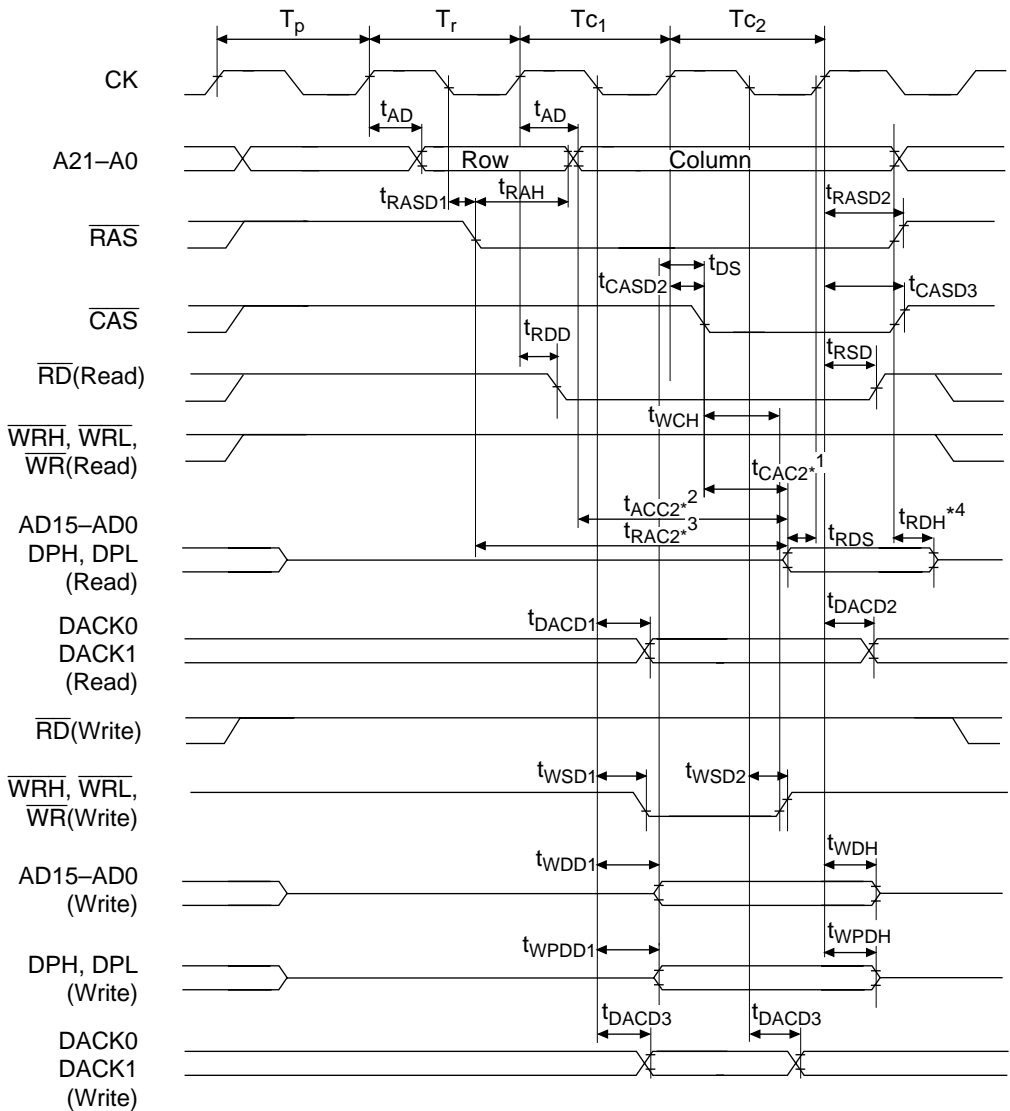 Tp Tr Tc1 Tc2
CK
tAD tAD
A21–A0 Row Column
tRASD1 tRAH tRASD2
RAS
tDS
tCASD2 tCASD3
CAS
tRDD tRSD
RD(Read)
tWCH
WRH, WRL,
WR(Read)
tCAC2*1
tACC2*2
AD15–AD0
tRAC2*3 tRDS tRDH*4
DPH, DPL
(Read)
tDACD1 tDACD2
DACK0
DACK1
(Read)
RD(Write)
tWSD1 tWSD2
WRH, WRL,
WR(Write)
tWDD1 tWDH
AD15–AD0
(Write)
tWPDD1 tWPDH
DPH, DPL
(Write)
tDACD3 tDACD3
DACK0
DACK1
(Write)